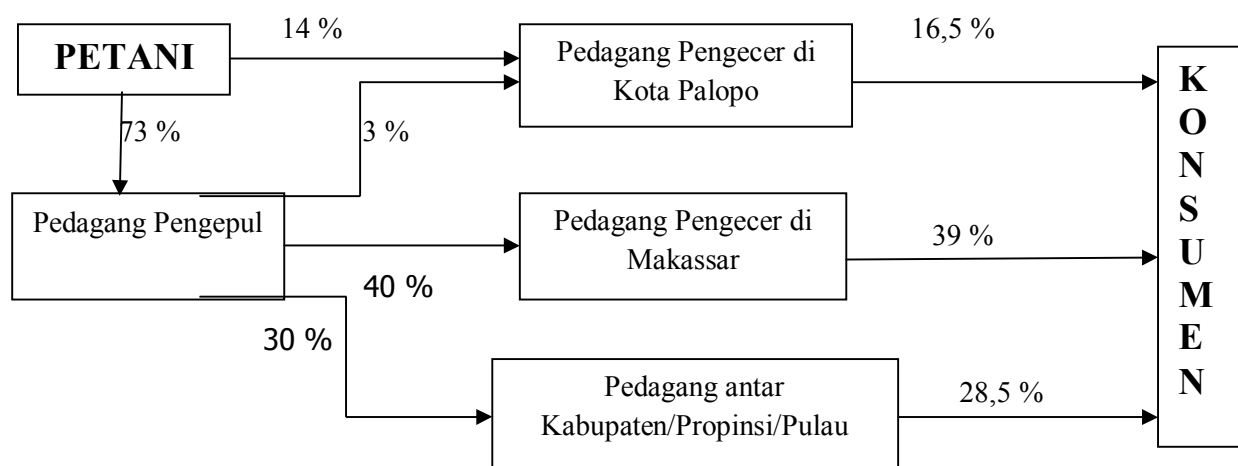 PETANI
14 %
Pedagang Pengecer di
Kota Palopo
16,5 %
K
O
N
S
U
M
E
N
73 %
3 %
Pedagang Pengepul
Pedagang Pengecer di
Makassar
39 %
40 %
30 %
Pedagang antar
Kabupaten/Propinsi/Pulau
28,5 %